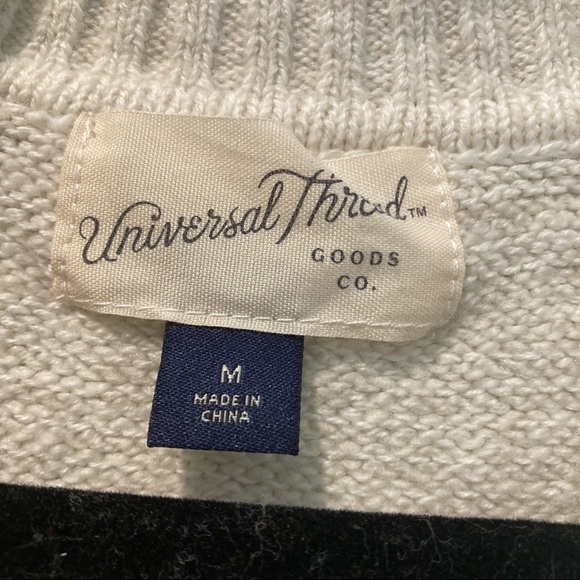 Universal Thread™
GOODS
CO.
M
MADE IN
CHINA